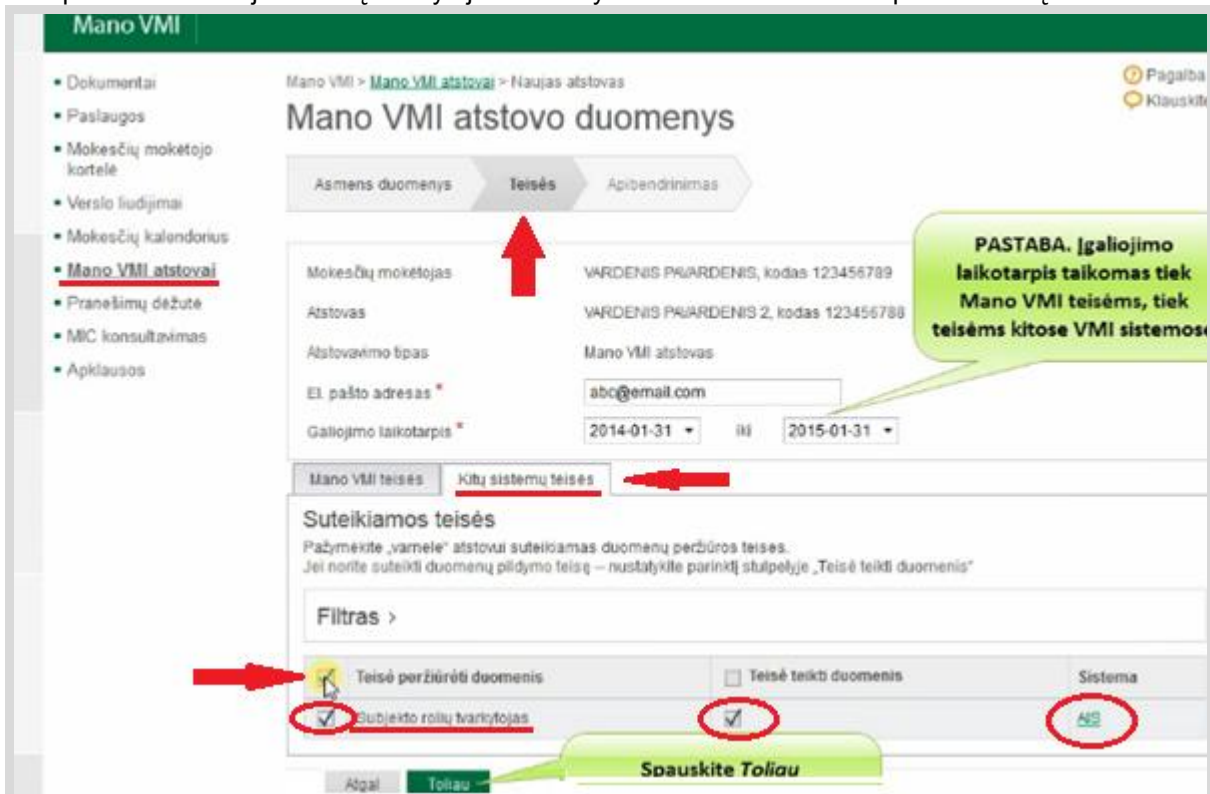 Mano VMI
Dokumentai
Paslaugos
Mokesčių mokėtojo
kortelė
Verslo liudijimai
Mokesčių kalendorius
Mano VMI atstovai
Pranešimų dėžutė
MIC konsultavimas
Apklausos
Mano VMI > Mano VMI atstovai > Naujas atstovas
Pagalba
Mano VMI atstovo duomenys
Asmens duomenys Teisės Apibendrinimas
PASTABA. Įgaliojimo
laikotarpis taikomas tiek
Mano VMI teisėms, tiek
teisėms kitose VMI sistemose
Mokesčių mokėtojas VARDENIS PAVARDENIS, kodas 123456789
Atstovas VARDENIS PAVARDENIS 2, kodas 123456788
Atstovavimo tipas Mano VMI atstovas
El. pašto adresas * abc@email.com
Galiojimo laikotarpis * 2014-01-31 iki 2015-01-31
Mano VMI teisės Kitų sistemų teisės
Suteikiamos teisės
Pažymėkite „varnele“ atstovui suteikiamas duomenų peržiūros teises.
Jei norite suteikti duomenų pildymo teisę – nustatykite parinktį stulpelyje „Teisė teikti duomenis“
Filtras >
Teisė peržiūrėti duomenis Teisė teikti duomenis Sistema
Subjekto rolių tvarkytojas AIS
Atgal Toliau
Spauskite Toliau